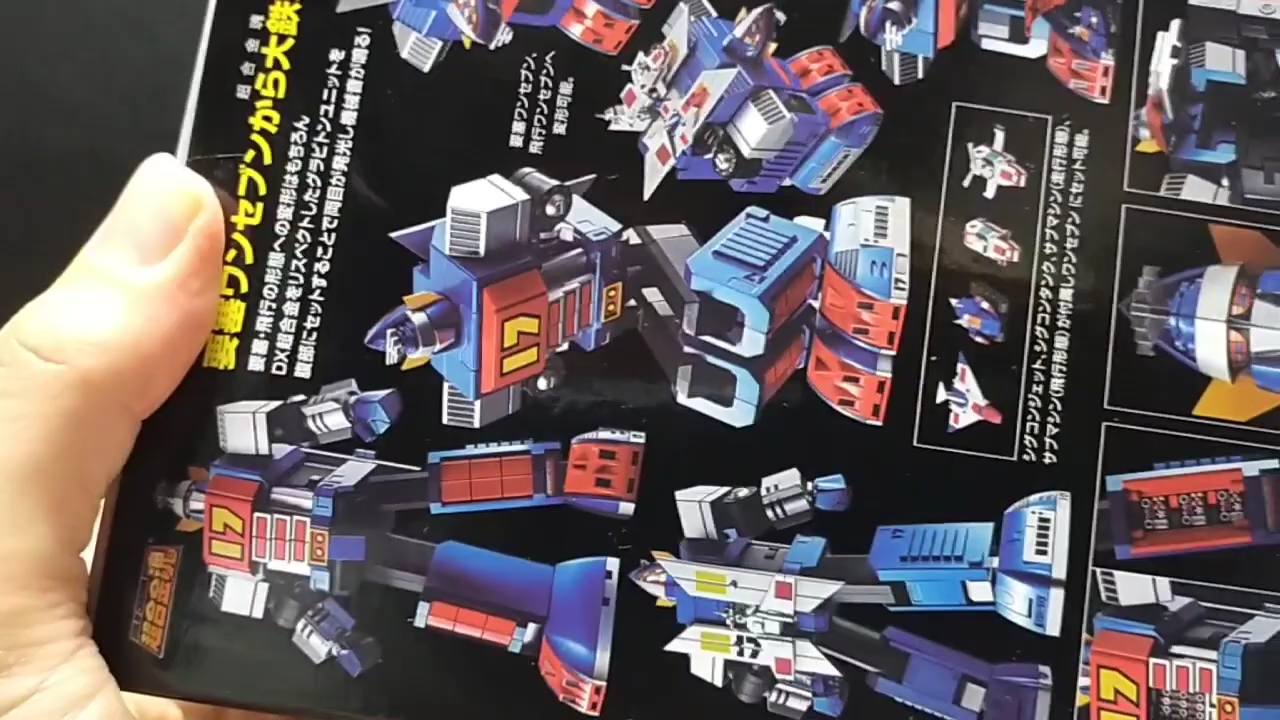 超合金魂
要塞ワンセブンから大鉄
要塞・飛行の形態への変形はもちろん
DX超合金をリスペクトしたグラビトンユニットを
腹部にセットすることで両目が発光し機械音が鳴る!
要塞ワンセブン、
飛行ワンセブンへ
変形可能。
シグコンジェット、シグコンタンク、サブマシン(走行形態)、
サブマシン(飛行形態)が付属しワンセブンにセット可能。
17
17
17
17
超合金魂